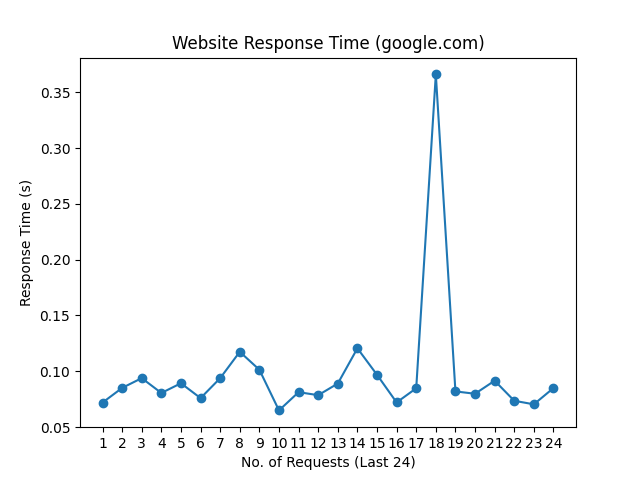 Website Response Time (google.com)
Response Time (s)
0.35
0.30
0.25
0.20
0.15
0.10
0.05
1 2 3 4 5 6 7 8 9 10 11 12 13 14 15 16 17 18 19 20 21 22 23 24
No. of Requests (Last 24)